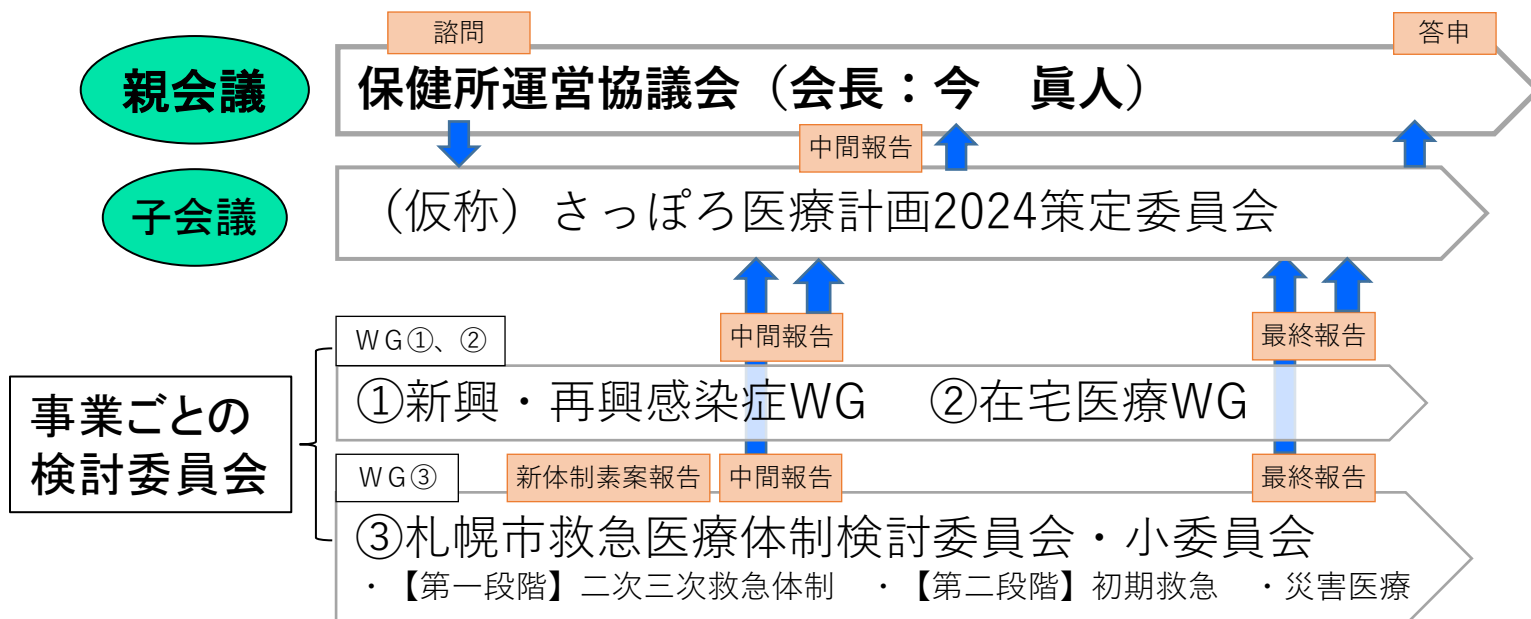 諮問
答申
親会議
保健所運営協議会（会長：今　眞人）
中間報告
子会議
（仮称）さっぽろ医療計画2024策定委員会
ＷＧ①、②
中間報告
最終報告
①新興・再興感染症WG　②在宅医療WG
事業ごとの
検討委員会
ＷＧ③
新体制素案報告
中間報告
最終報告
③札幌市救急医療体制検討委員会・小委員会
・【第一段階】二次三次救急体制　・【第二段階】初期救急　・災害医療